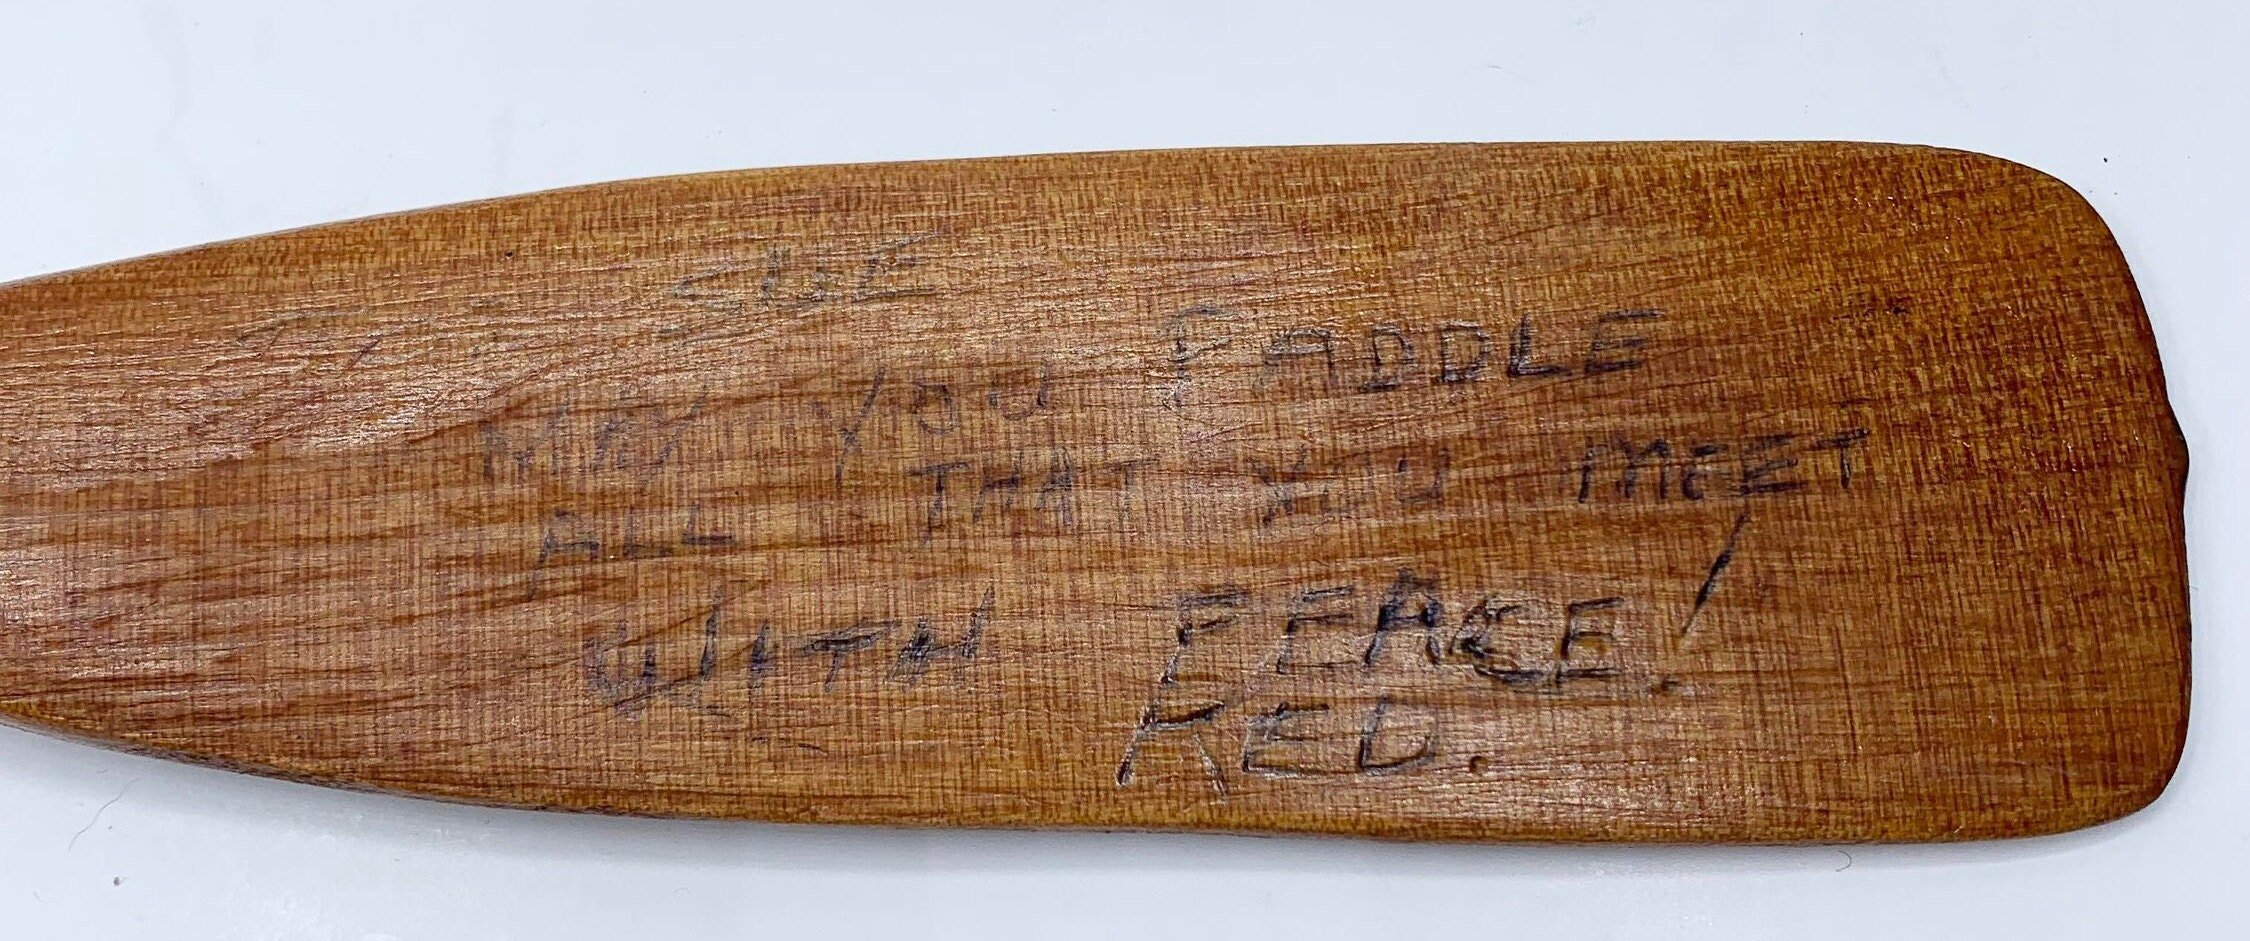 To: SUE
MAY YOU PADDLE
ALL THAT YOU MEET
WITH PEACE!
RED.